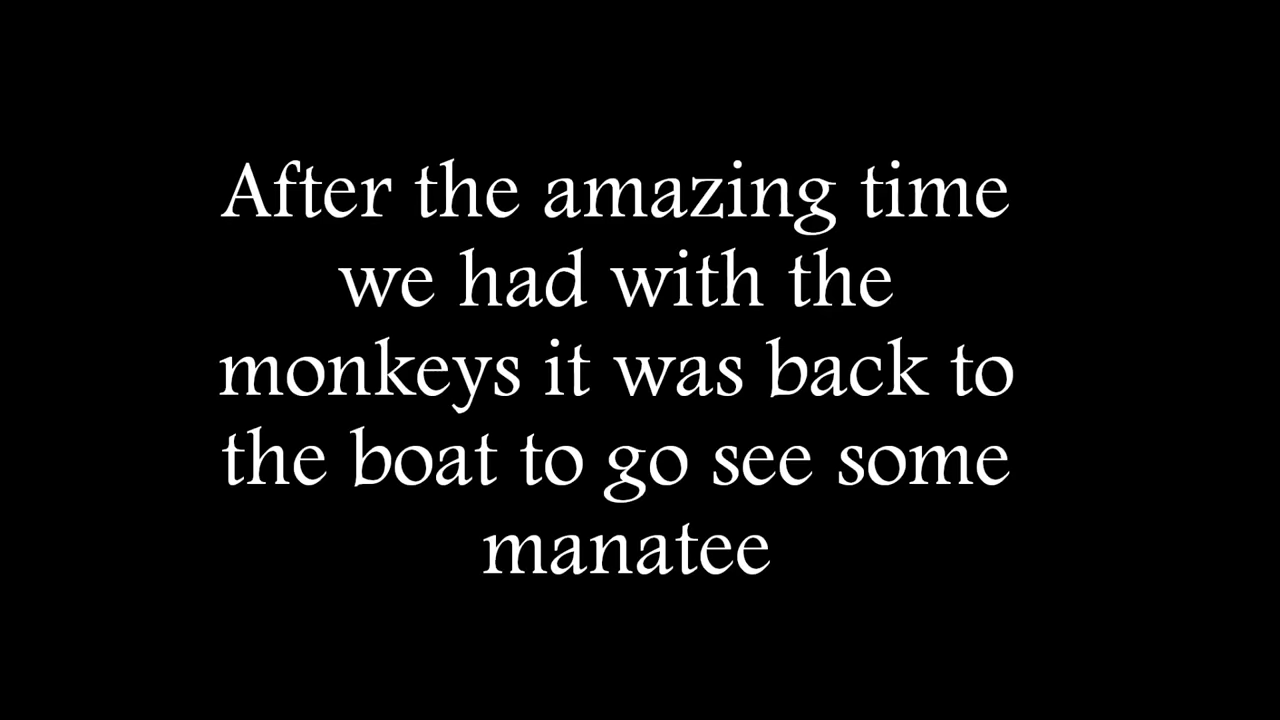 After the amazing time
we had with the
monkeys it was back to
the boat to go see some
manatee